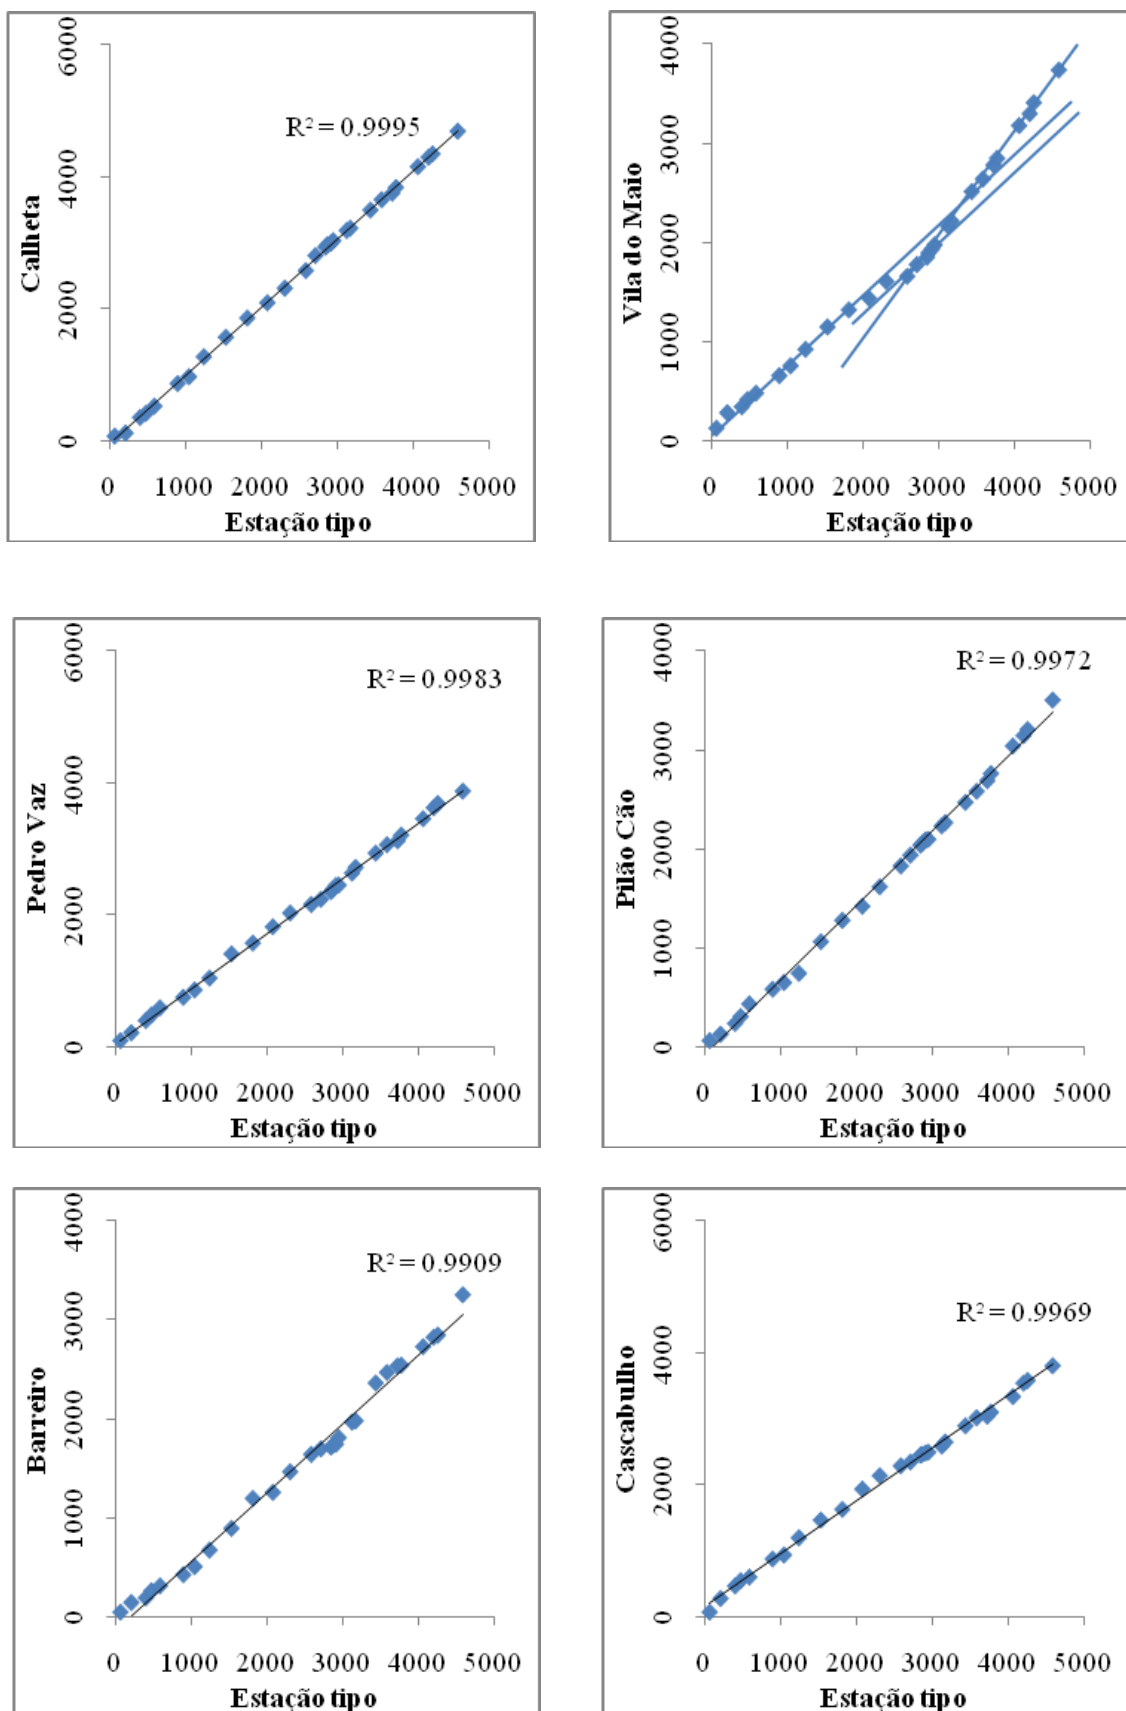 6000
4000
2000
0
Calheta
R² = 0.9995
0 1000 2000 3000 4000 5000
Estação tipo
4000
3000
2000
1000
0
Vila do Maio
0 1000 2000 3000 4000 5000
Estação tipo
6000
4000
2000
0
Pedro Vaz
R² = 0.9983
0 1000 2000 3000 4000 5000
Estação tipo
4000
3000
2000
1000
0
Pilão Cão
R² = 0.9972
0 1000 2000 3000 4000 5000
Estação tipo
4000
3000
2000
1000
0
Barreiro
R² = 0.9909
0 1000 2000 3000 4000 5000
Estação tipo
6000
4000
2000
0
Cascabulho
R² = 0.9969
0 1000 2000 3000 4000 5000
Estação tipo